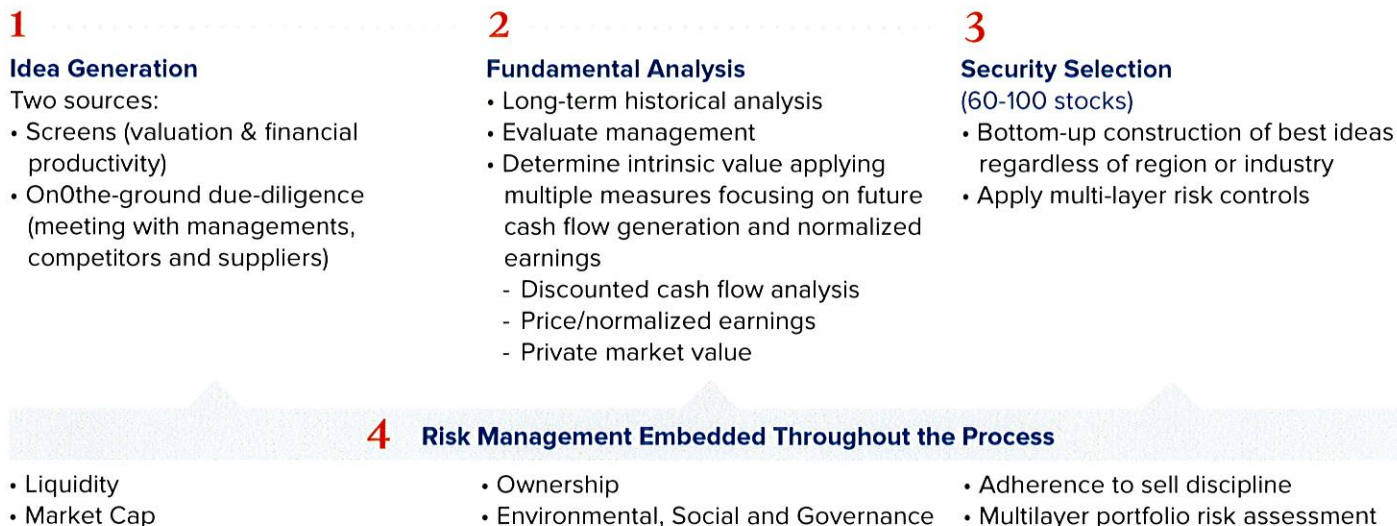 1
Idea Generation
Two sources:
• Screens (valuation & financial
productivity)
• On0the-ground due-diligence
(meeting with managements,
competitors and suppliers)
2
Fundamental Analysis
• Long-term historical analysis
• Evaluate management
• Determine intrinsic value applying
multiple measures focusing on future
cash flow generation and normalized
earnings
- Discounted cash flow analysis
- Price/normalized earnings
- Private market value
3
Security Selection
(60-100 stocks)
• Bottom-up construction of best ideas
regardless of region or industry
• Apply multi-layer risk controls
4 Risk Management Embedded Throughout the Process
• Liquidity
• Market Cap
• Ownership
• Environmental, Social and Governance
• Adherence to sell discipline
• Multilayer portfolio risk assessment